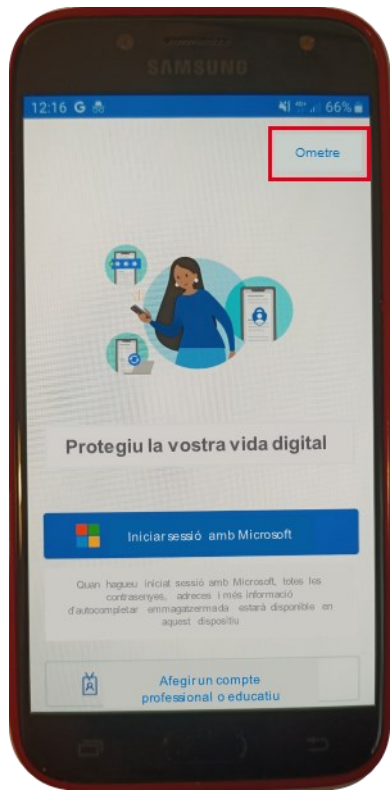 SAMSUNG
12:16 G 66%
Ometre
Protegiu la vostra vida digital
Iniciar sessió amb Microsoft
Quan hagueu iniciat sessió amb Microsoft, totes les
contrasenyes, adreces i més informació
d'autocompletar emmagatzermada estarà disponible en
aquest dispositiu
Afegir un compte
professional o educatiu